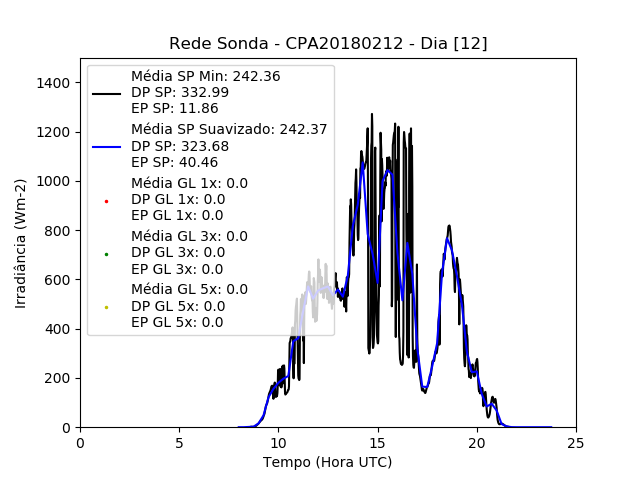 Rede Sonda - CPA20180212 - Dia [12]
Irradiância (Wm-2)
1400
1200
1000
800
600
400
200
0
Média SP Min: 242.36
DP SP: 332.99
EP SP: 11.86
Média SP Suavizado: 242.37
DP SP: 323.68
EP SP: 40.46
Média GL 1x: 0.0
DP GL 1x: 0.0
EP GL 1x: 0.0
Média GL 3x: 0.0
DP GL 3x: 0.0
EP GL 3x: 0.0
Média GL 5x: 0.0
DP GL 5x: 0.0
EP GL 5x: 0.0
0 5 10 15 20 25
Tempo (Hora UTC)